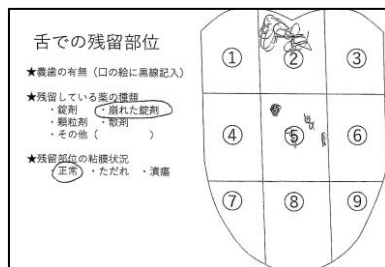 舌での残留部位
★義歯の有無（口の絵に黒線記入）
★残留している薬の種類
・錠剤 ・崩れた錠剤
・顆粒剤 ・散剤
・その他（ ）
★残留部位の粘膜状況
・正常 ・ただれ ・潰瘍
① ② ③
④ ⑤ ⑥
⑦ ⑧ ⑨